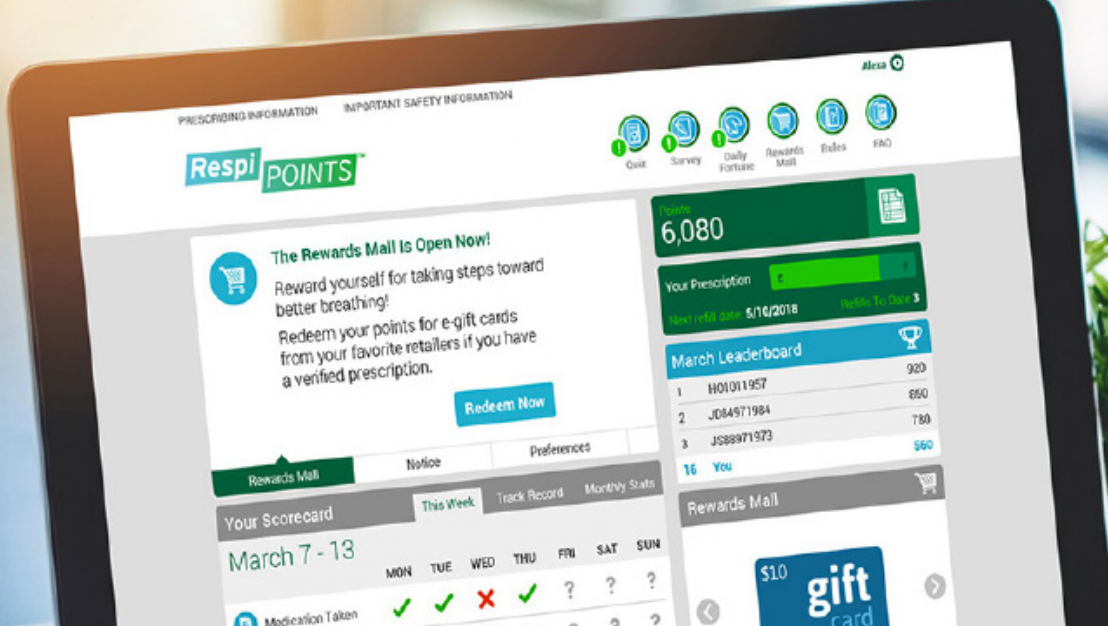 Alexa
PRESCRIBING INFORMATION
IMPORTANT SAFETY INFORMATION
Respi
POINTS™
Quiz
Survey
Daily
Fortune
Rewards
Mall
Rules
FAQ
The Rewards Mall Is Open Now!
Reward yourself for taking steps toward
better breathing!
Redeem your points for e-gift cards
from your favorite retailers if you have
a verified prescription.
Redeem Now
Rewards Mall
Notice
Preferences
Points
6,080
Your Prescription
Next refill date: 5/16/2018
Refills To Date 3
March Leaderboard
1 HO1011957 920
2 JD84971984
3 JS88971973 780
16 You 560
Your Scorecard
This Week
Track Record
Monthly Stats
March 7 - 13
MON TUE WED THU FRI SAT SUN
Medication Taken ✓ ✓ ✗ ✓ ? ? ?
? ? ?
Rewards Mall
$10
gift
card